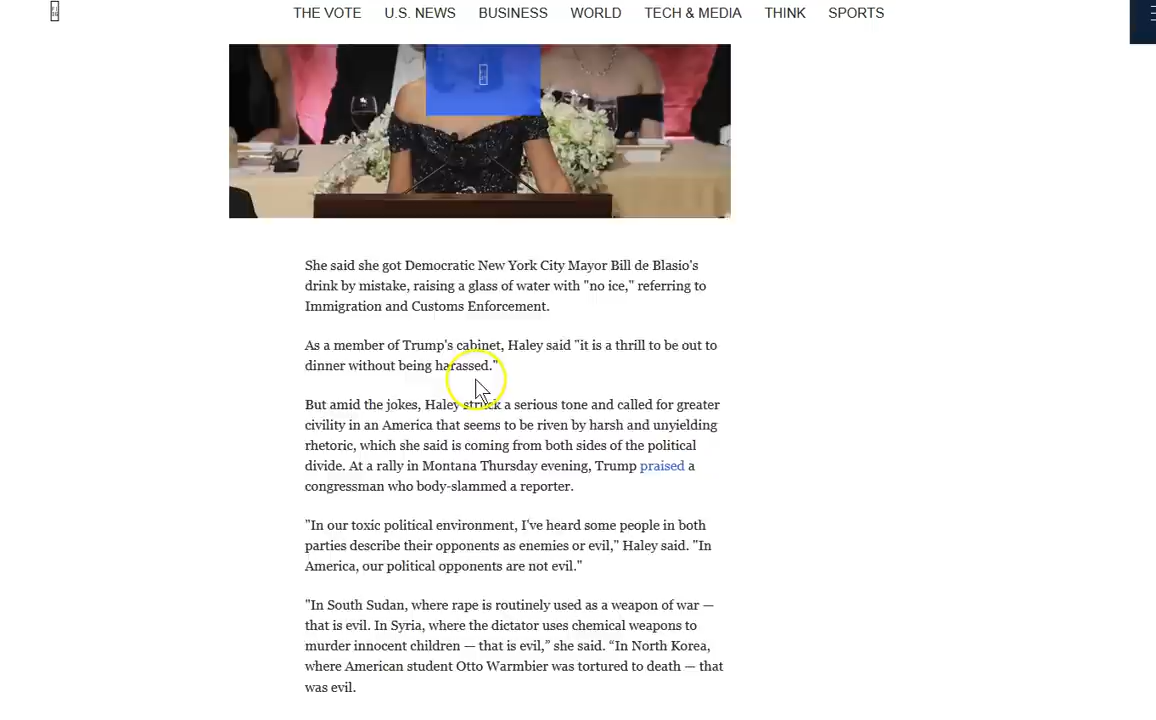 THE VOTE U.S. NEWS BUSINESS WORLD TECH & MEDIA THINK SPORTS
She said she got Democratic New York City Mayor Bill de Blasio's
drink by mistake, raising a glass of water with "no ice," referring to
Immigration and Customs Enforcement.
As a member of Trump's cabinet, Haley said "it is a thrill to be out to
dinner without being harassed."
But amid the jokes, Haley struck a serious tone and called for greater
civility in an America that seems to be riven by harsh and unyielding
rhetoric, which she said is coming from both sides of the political
divide. At a rally in Montana Thursday evening, Trump praised a
congressman who body-slammed a reporter.
"In our toxic political environment, I've heard some people in both
parties describe their opponents as enemies or evil," Haley said. "In
America, our political opponents are not evil."
"In South Sudan, where rape is routinely used as a weapon of war —
that is evil. In Syria, where the dictator uses chemical weapons to
murder innocent children — that is evil,” she said. “In North Korea,
where American student Otto Warmbier was tortured to death — that
was evil.